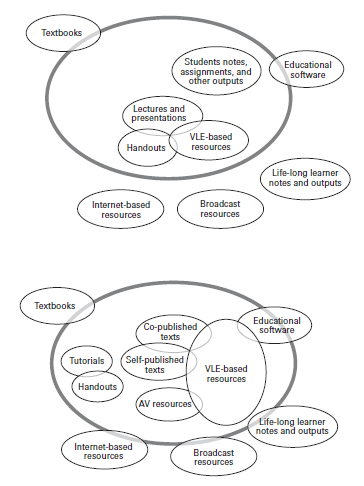 Textbooks
Students notes,
assignments, and
other outputs
Educational
software
Lectures and
presentations
Handouts
VLE-based
resources
Life-long learner
notes and outputs
Internet-based
resources
Broadcast
resources
Textbooks
Co-published
texts
Educational
software
Tutorials
Self-published
texts
VLE-based
resources
Handouts
AV resources
Life-long learner
notes and outputs
Internet-based
resources
Broadcast
resources